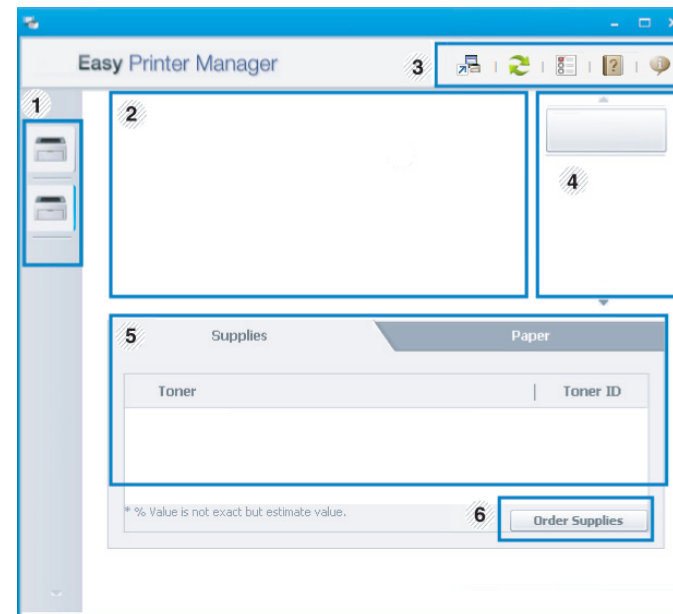 Easy Printer Manager
3
1
2
4
5
Supplies
Paper
Toner
Toner ID
* % Value is not exact but estimate value.
6
Order Supplies